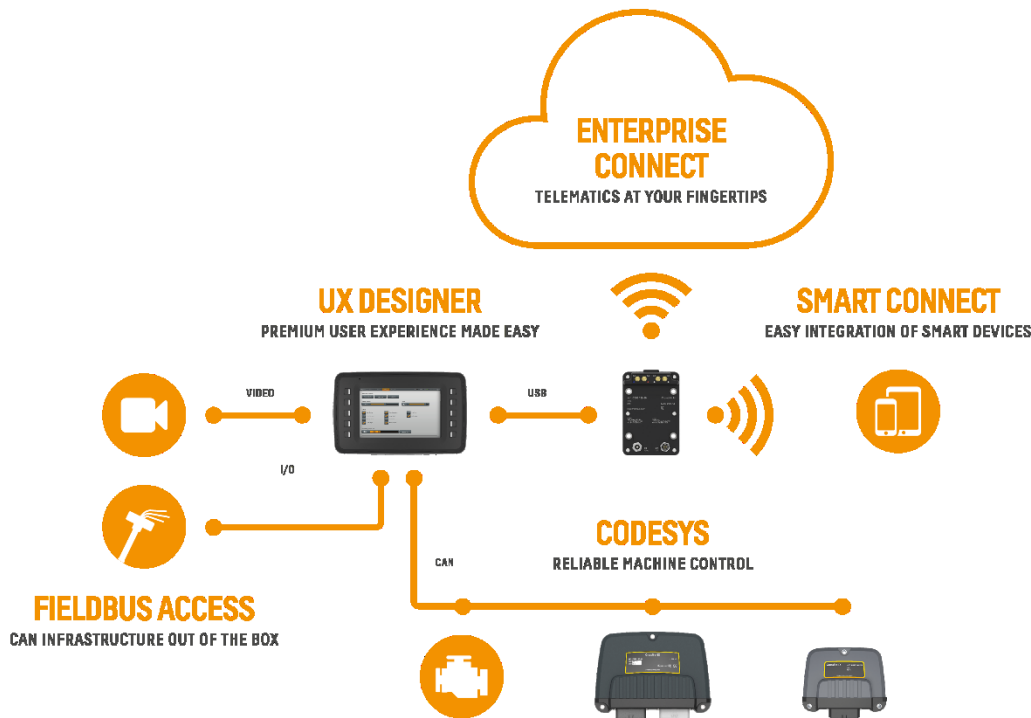 ENTERPRISE
CONNECT
TELEMATICS AT YOUR FINGERTIPS
UX DESIGNER
PREMIUM USER EXPERIENCE MADE EASY
SMART CONNECT
EASY INTEGRATION OF SMART DEVICES
VIDEO
USB
I/O
CODESYS
RELIABLE MACHINE CONTROL
CAN
FIELDBUS ACCESS
CAN INFRASTRUCTURE OUT OF THE BOX